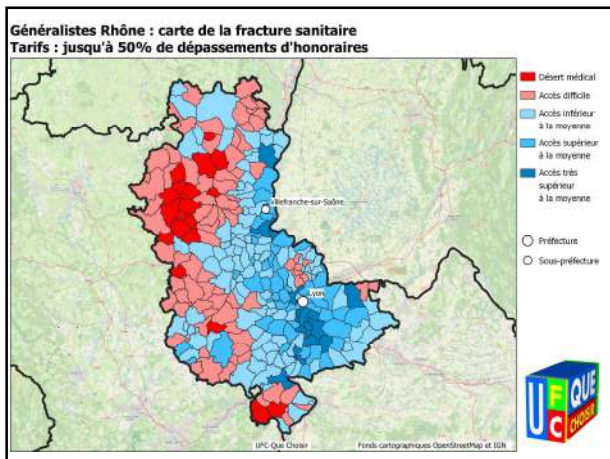 Généralistes Rhône : carte de la fracture sanitaire
Tarifs : jusqu'à 50% de dépassements d'honoraires
Désert médical
Accès difficile
Accès inférieur
à la moyenne
Accès supérieur
à la moyenne
Accès très
supérieur
à la moyenne
Préfecture
Sous-préfecture
Villefranche-sur-Saône
Lyon
UFC-Que Choisir
Fonds cartographiques OpenStreetMap et IGN
UFC
QUE
CHOISIR